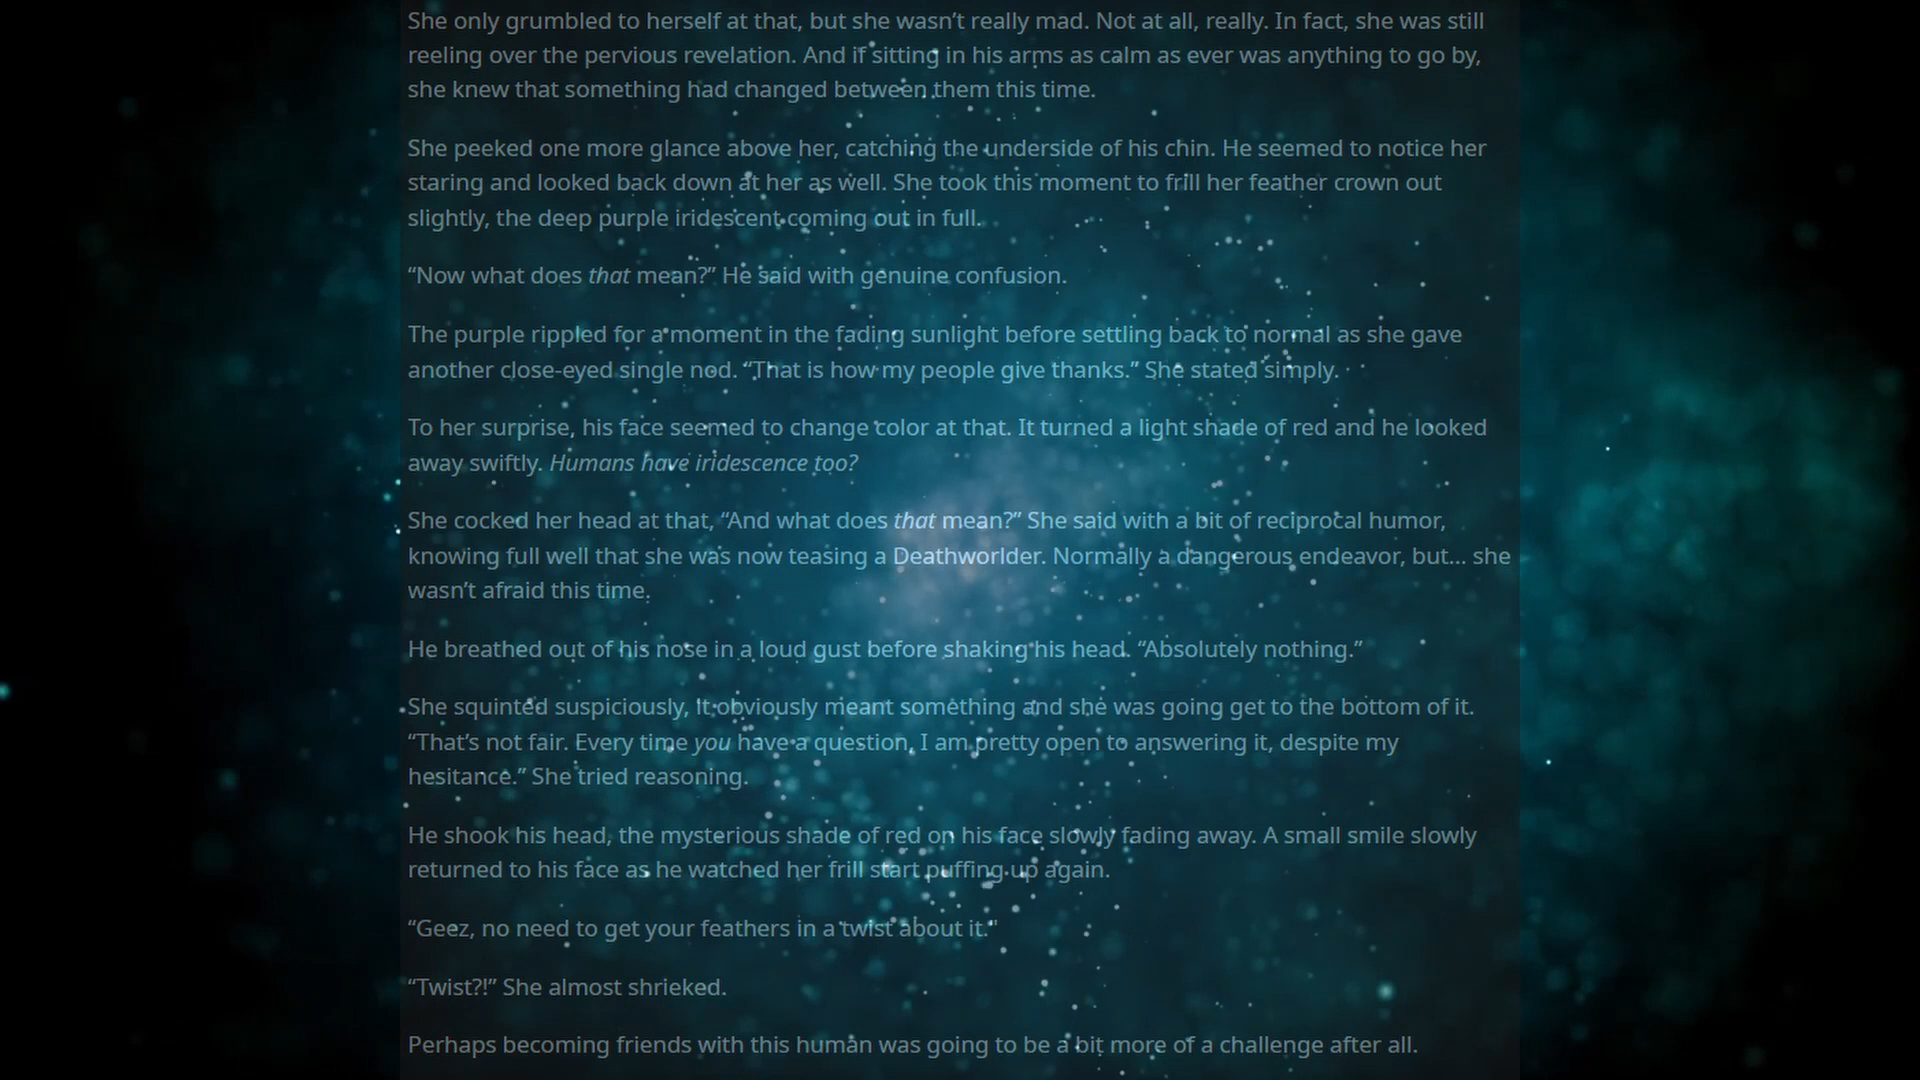 She only grumbled to herself at that, but she wasn’t really mad. Not at all, really. In fact, she was still
reeling over the pervious revelation. And if sitting in his arms as calm as ever was anything to go by,
she knew that something had changed between them this time.
She peeked one more glance above her, catching the underside of his chin. He seemed to notice her
staring and looked back down at her as well. She took this moment to frill her feather crown out
slightly, the deep purple iridescent coming out in full.
“Now what does that mean?” He said with genuine confusion.
The purple rippled for a moment in the fading sunlight before settling back to normal as she gave
another close-eyed single nod. “That is how my people give thanks.” She stated simply.
To her surprise, his face seemed to change color at that. It turned a light shade of red and he looked
away swiftly. Humans have iridescence too?
She cocked her head at that, “And what does that mean?” She said with a bit of reciprocal humor,
knowing full well that she was now teasing a Deathworlder. Normally a dangerous endeavor, but... she
wasn’t afraid this time.
He breathed out of his nose in a loud gust before shaking his head. “Absolutely nothing.”
She squinted suspiciously, It obviously meant something and she was going get to the bottom of it.
“That’s not fair. Every time you have a question, I am pretty open to answering it, despite my
hesitance.” She tried reasoning.
He shook his head, the mysterious shade of red on his face slowly fading away. A small smile slowly
returned to his face as he watched her frill start puffing up again.
“Geez, no need to get your feathers in a twist about it."
“Twist?!” She almost shrieked.
Perhaps becoming friends with this human was going to be a bit more of a challenge after all.